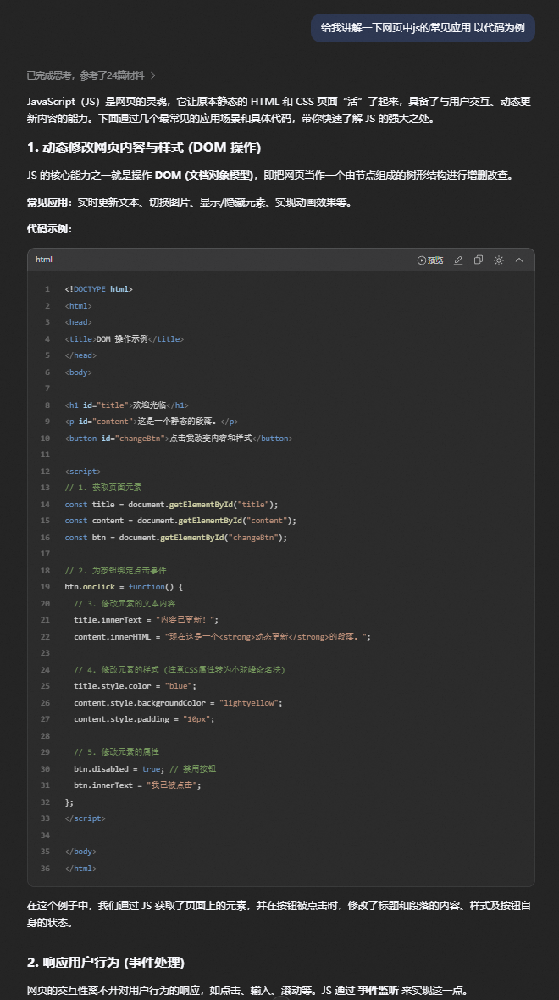 给我讲解一下网页中js的常见应用 以代码为例
已完成思考，参考了24篇材料
JavaScript（JS）是网页的灵魂，它让原本静态的 HTML 和 CSS 页面“活”了起来，具备了与用户交互、动态更
新内容的能力。下面通过几个最常见的应用场景和具体代码，带你快速了解 JS 的强大之处。
1. 动态修改网页内容与样式 (DOM 操作)
JS 的核心能力之一就是操作 DOM (文档对象模型)，即把网页当作一个由节点组成的树形结构进行增删改查。
常见应用：实时更新文本、切换图片、显示/隐藏元素、实现动画效果等。
代码示例：
html 预览
1 <!DOCTYPE html>
2 <html>
3 <head>
4 <title>DOM 操作示例</title>
5 </head>
6 <body>
7
8 <h1 id="title">欢迎光临</h1>
9 <p id="content">这是一个静态的段落。</p>
10 <button id="changeBtn">点击我改变内容和样式</button>
11
12 <script>
13 // 1. 获取页面元素
14 const title = document.getElementById("title");
15 const content = document.getElementById("content");
16 const btn = document.getElementById("changeBtn");
17
18 // 2. 为按钮绑定点击事件
19 btn.onclick = function() {
20 // 3. 修改元素的文本内容
21 title.innerText = "内容已更新！";
22 content.innerHTML = "现在这是一个<strong>动态更新</strong>的段落。";
23
24 // 4. 修改元素的样式 (注意CSS属性转为小驼峰命名法)
25 title.style.color = "blue";
26 content.style.backgroundColor = "lightyellow";
27 content.style.padding = "10px";
28
29 // 5. 修改元素的属性
30 btn.disabled = true; // 禁用按钮
31 btn.innerText = "我已被点击";
32 };
33 </script>
34
35 </body>
36 </html>
在这个例子中，我们通过 JS 获取了页面上的元素，并在按钮被点击时，修改了标题和段落的内容、样式及按钮自
身的状态。
2. 响应用户行为 (事件处理)
网页的交互性离不开对用户行为的响应，如点击、输入、滚动等。JS 通过 事件监听 来实现这一点。